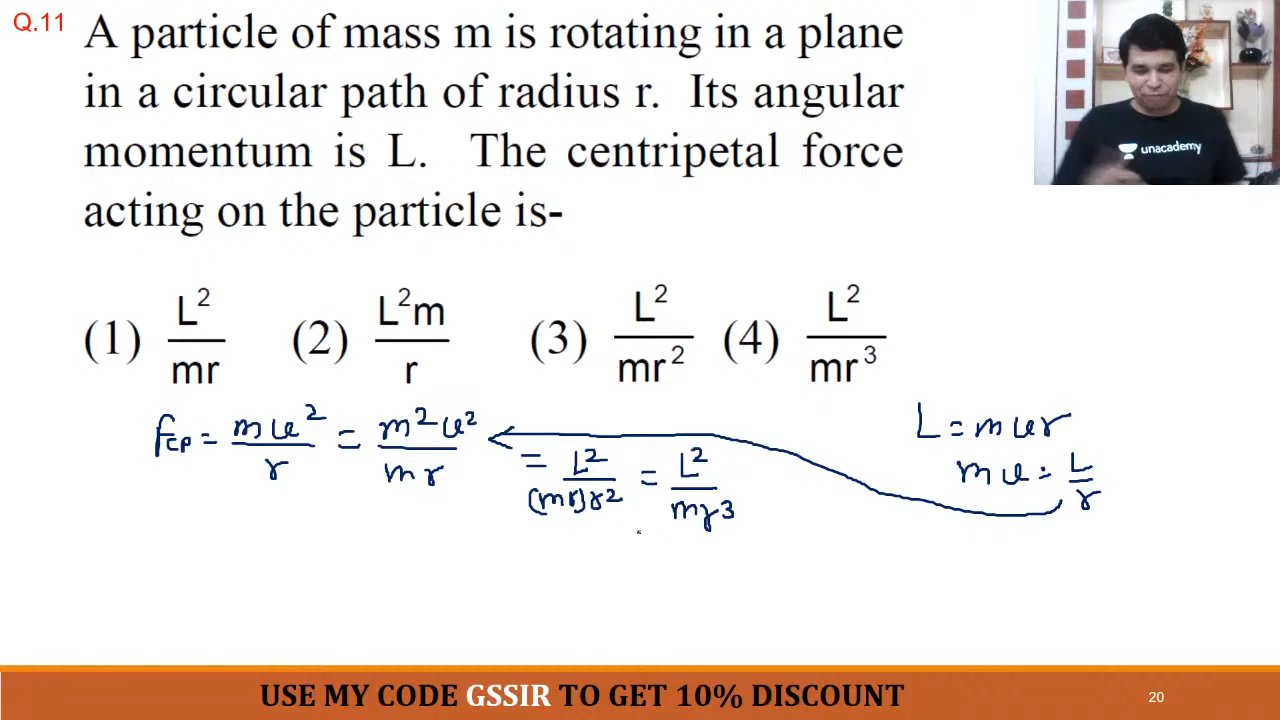 Q.11
A particle of mass m is rotating in a plane
in a circular path of radius r. Its angular
momentum is L. The centripetal force
acting on the particle is-
unacademy
(1) L²/mr (2) L²m/r (3) L²/mr² (4) L²/mr³
F_CP = mv²/r = m²v²/mr = L²/(mr)r² = L²/mr³
L = mvr
mv = L/r
USE MY CODE GSSIR TO GET 10% DISCOUNT
20